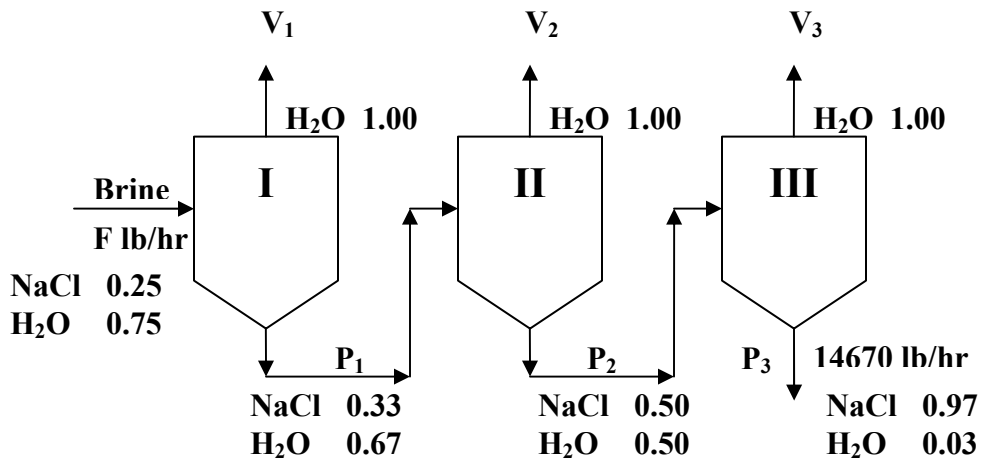 V₁ V₂ V₃
H₂O 1.00 H₂O 1.00 H₂O 1.00
I II III
Brine
F lb/hr
NaCl 0.25
H₂O 0.75
P₁ P₂ P₃ 14670 lb/hr
NaCl 0.33 NaCl 0.50 NaCl 0.97
H₂O 0.67 H₂O 0.50 H₂O 0.03